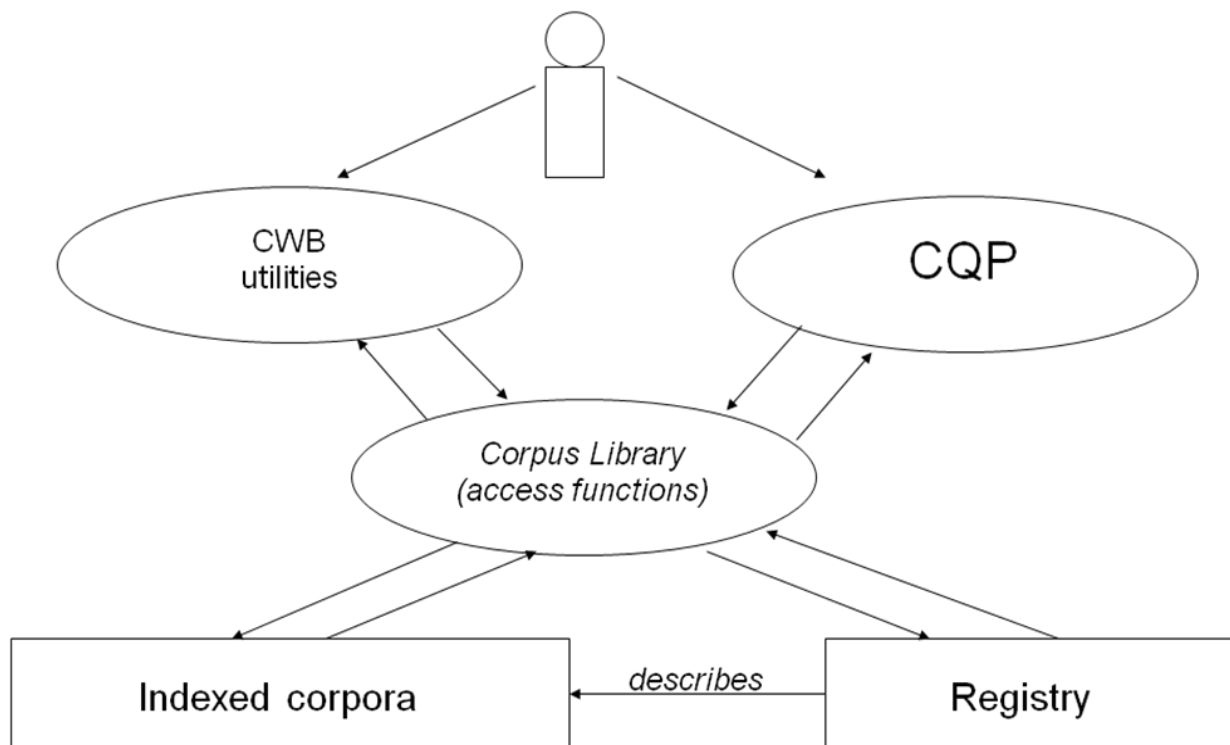 CWB
utilities
CQP
Corpus Library
(access functions)
Indexed corpora
describes
Registry